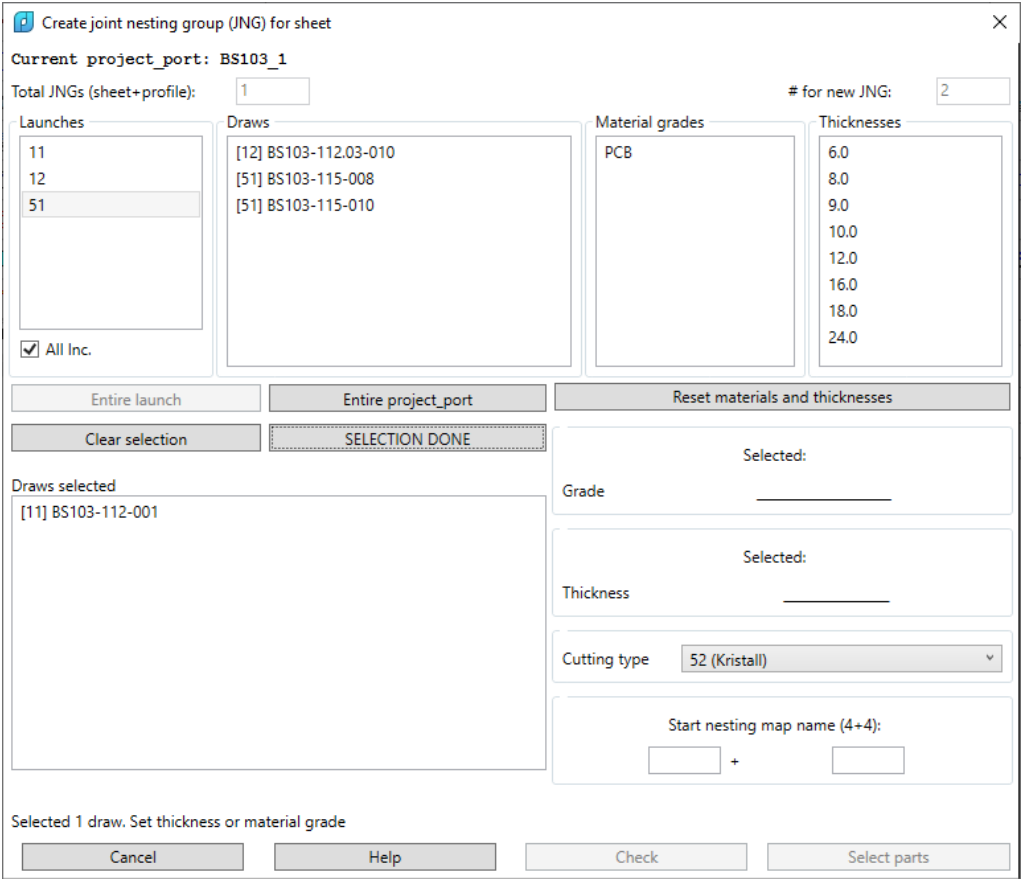 Create joint nesting group (JNG) for sheet
Current project_port: BS103_1
Total JNGs (sheet+profile): 1 # for new JNG: 2
Launches
11
12
51
All Inc.
Draws
[12] BS103-112.03-010
[51] BS103-115-008
[51] BS103-115-010
Material grades
PCB
Thicknesses
6.0
8.0
9.0
10.0
12.0
16.0
18.0
24.0
Entire launch Entire project_port Reset materials and thicknesses
Clear selection SELECTION DONE
Draws selected
[11] BS103-112-001
Selected:
Grade
Selected:
Thickness
Cutting type 52 (Kristall)
Start nesting map name (4+4):
+
Selected 1 draw. Set thickness or material grade
Cancel Help Check Select parts